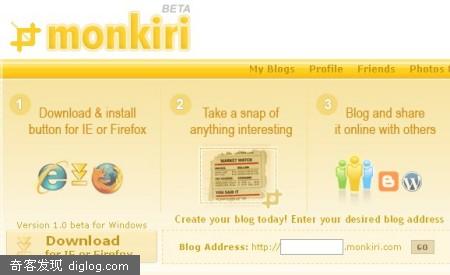 BETA
monkiri
My Blogs Profile Friends Photos
1 2 3
Download & install
button for IE or Firefox
Take a snap of
anything interesting
Blog and share
it online with others
MARKET WATCH
YOU SAID IT
Version 1.0 beta for Windows
Create your blog today! Enter your desired blog address
Download
for IE or Firefox
Blog Address: http:// .monkiri.com GO
奇客发现 diglog.com